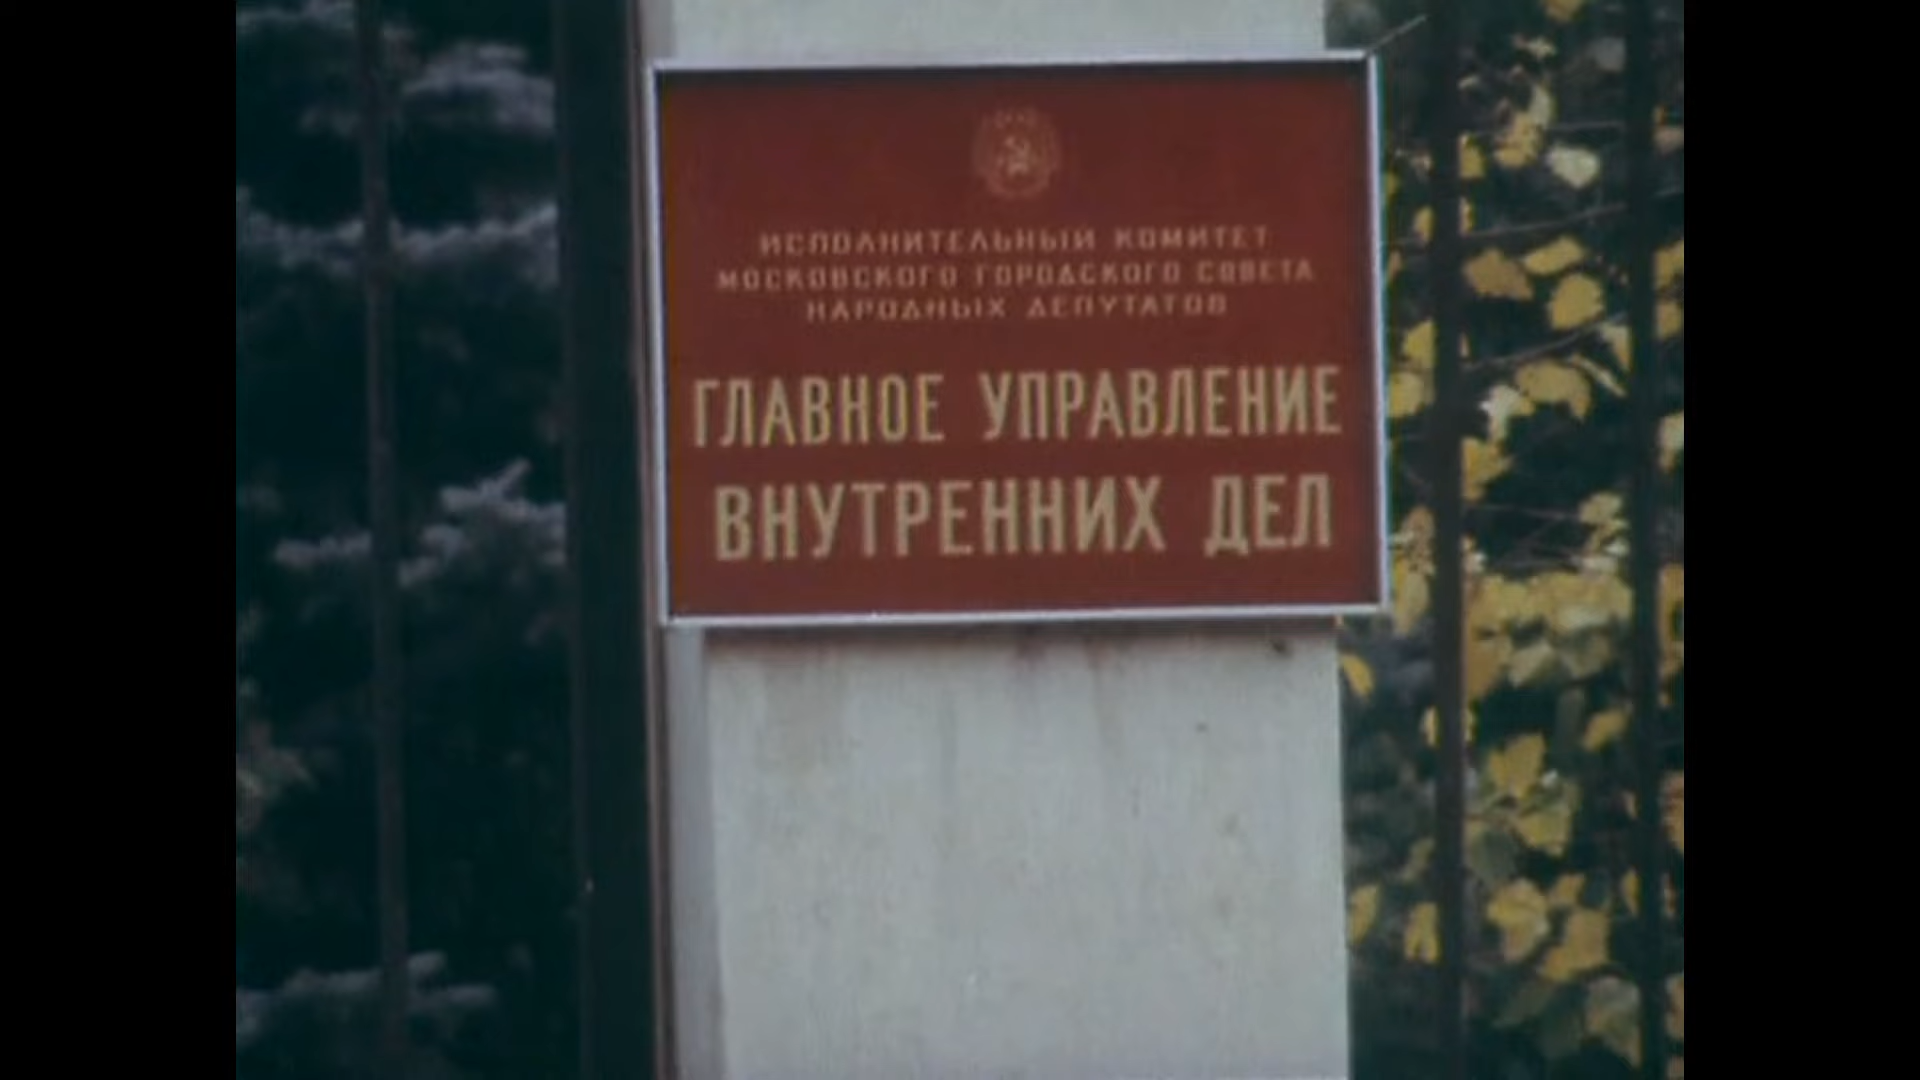 ИСПОЛНИТЕЛЬНЫЙ КОМИТЕТ
МОСКОВСКОГО ГОРОДСКОГО СОВЕТА
НАРОДНЫХ ДЕПУТАТОВ
ГЛАВНОЕ УПРАВЛЕНИЕ
ВНУТРЕННИХ ДЕЛ